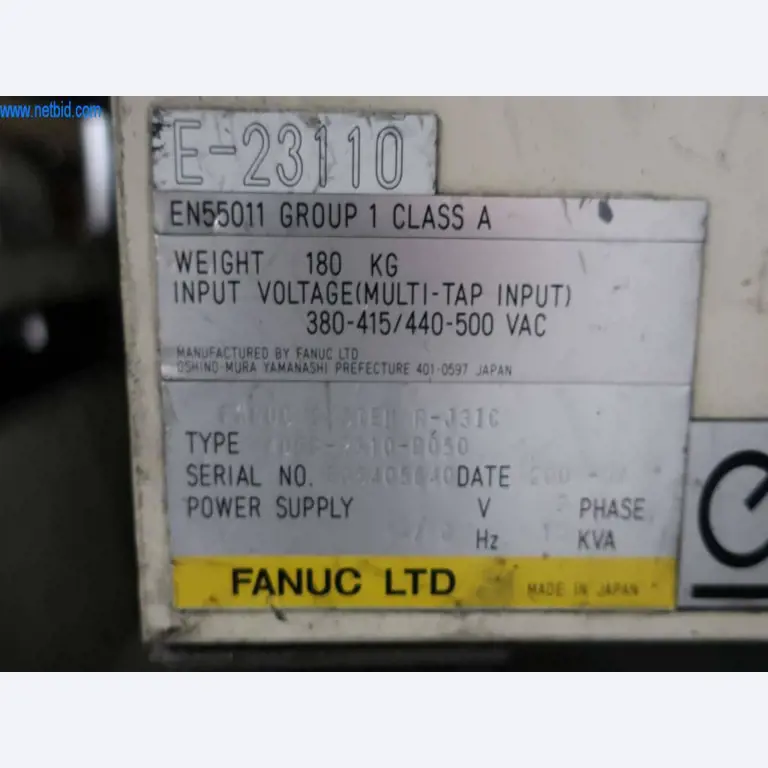 www.netbid.com
E-23110
EN55011 GROUP 1 CLASS A
WEIGHT 180 KG
INPUT VOLTAGE(MULTI-TAP INPUT)
380-415/440-500 VAC
MANUFACTURED BY FANUC LTD
OSHINO-MURA YAMANASHI PREFECTURE 401-0597 JAPAN
FANUC R-J3iC
TYPE
SERIAL NO. DATE
POWER SUPPLY V PHASE
Hz KVA
FANUC LTD MADE IN JAPAN